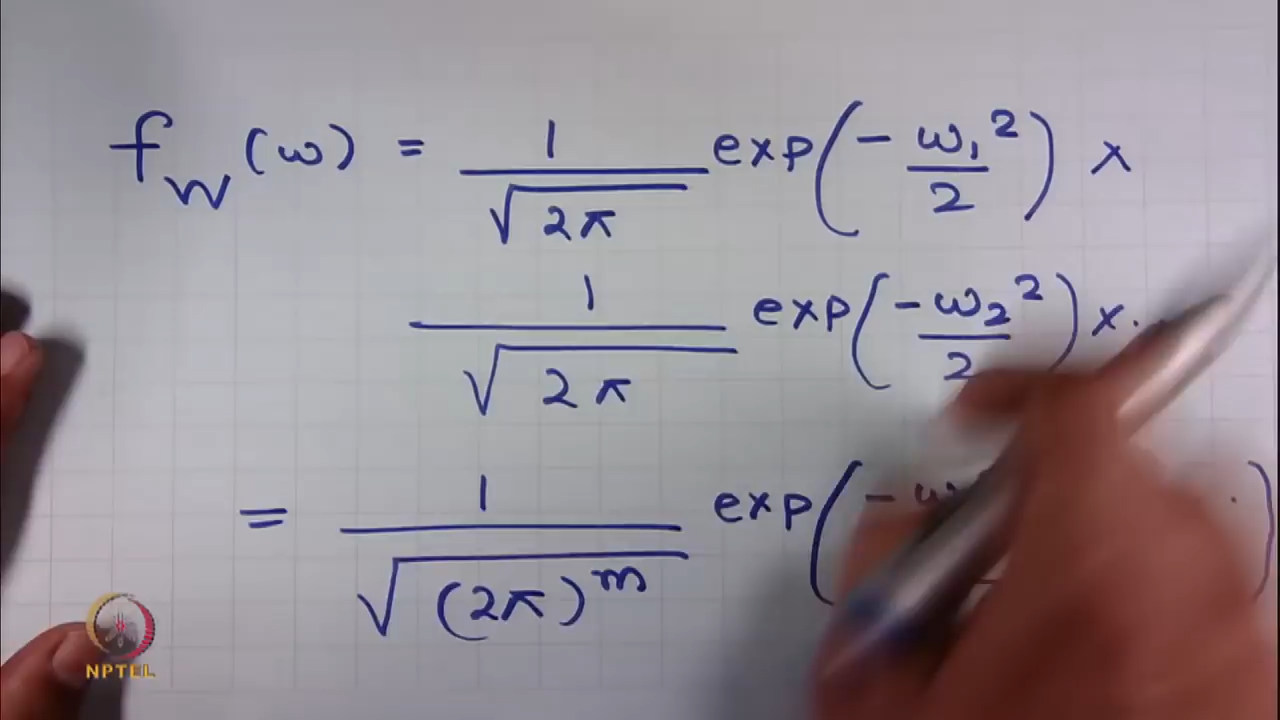 f_W (ω) = 1/√(2π) exp(-ω₁²/2) ×
1/√(2π) exp(-ω₂²/2) ×..
= 1/√((2π)^m) exp(-
NPTEL